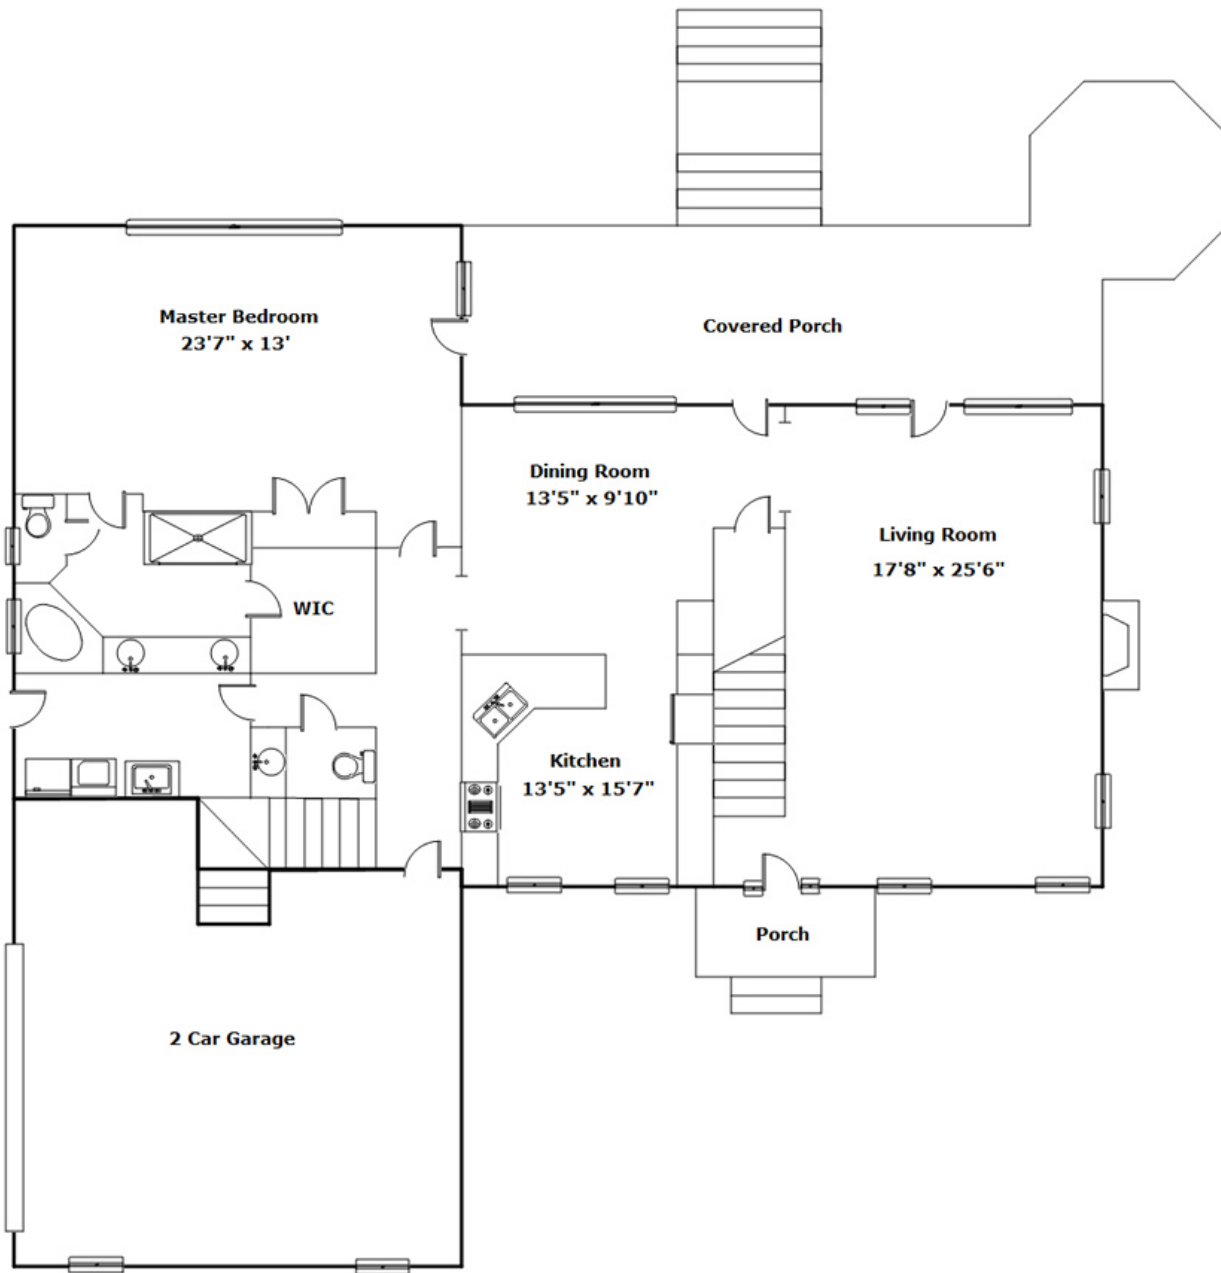 Master Bedroom
23'7" x 13'
Covered Porch
Dining Room
13'5" x 9'10"
Living Room
17'8" x 25'6"
WIC
Kitchen
13'5" x 15'7"
Porch
2 Car Garage